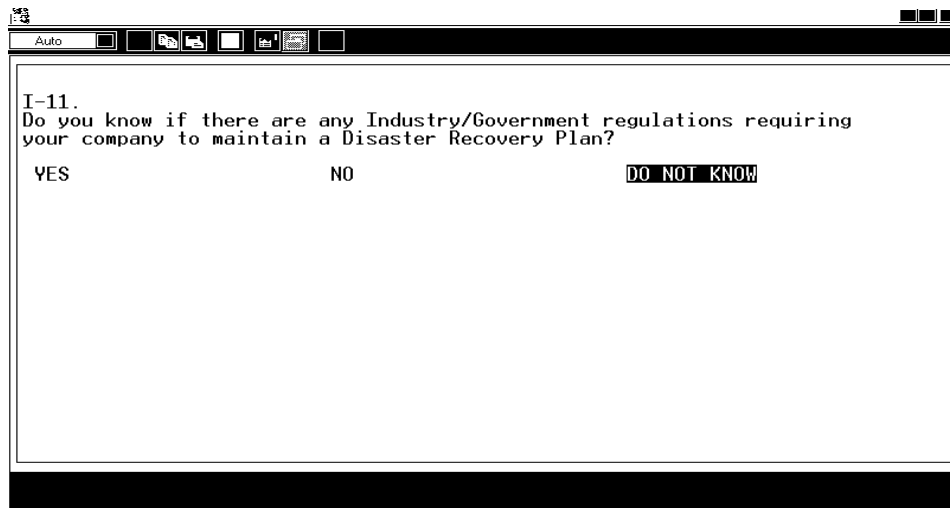 Auto
I-11.
Do you know if there are any Industry/Government regulations requiring
your company to maintain a Disaster Recovery Plan?
YES NO DO NOT KNOW